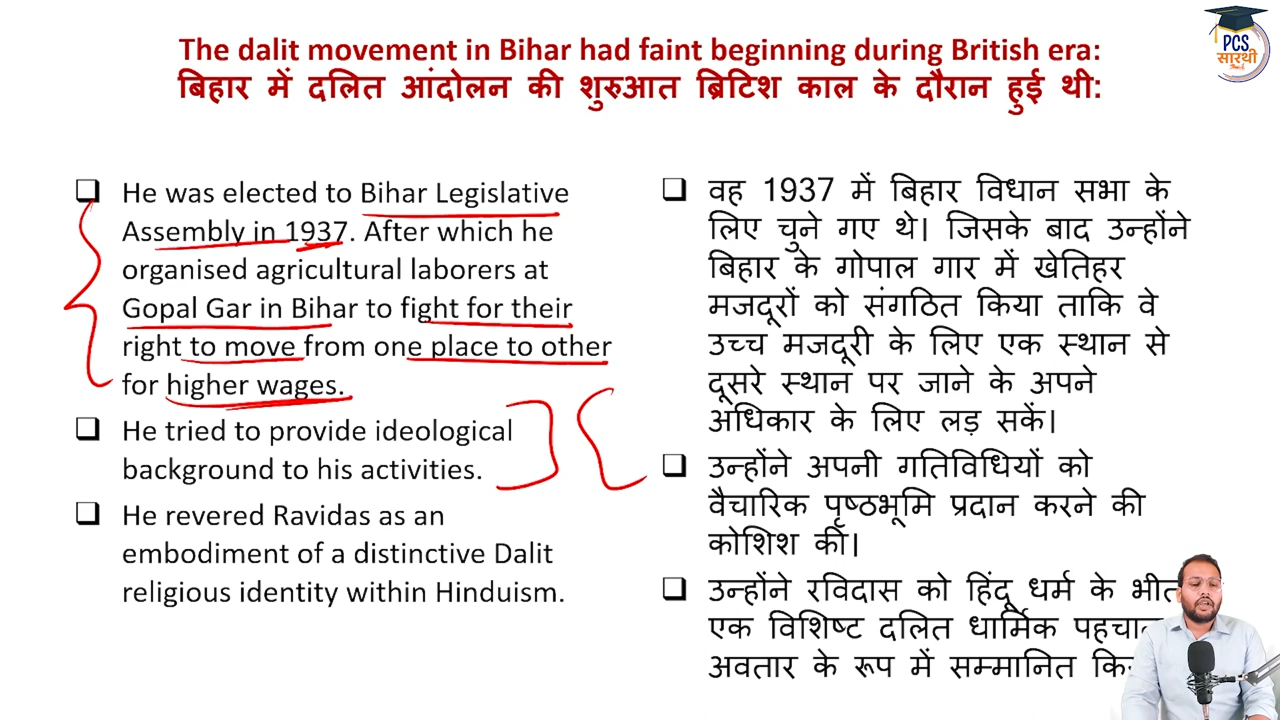 The dalit movement in Bihar had faint beginning during British era:
बिहार में दलित आंदोलन की शुरुआत ब्रिटिश काल के दौरान हुई थी:
PCS
सारथी
He was elected to Bihar Legislative
Assembly in 1937. After which he
organised agricultural laborers at
Gopal Gar in Bihar to fight for their
right to move from one place to other
for higher wages.
He tried to provide ideological
background to his activities.
He revered Ravidas as an
embodiment of a distinctive Dalit
religious identity within Hinduism.
वह 1937 में बिहार विधान सभा के
लिए चुने गए थे। जिसके बाद उन्होंने
बिहार के गोपाल गार में खेतिहर
मजदूरों को संगठित किया ताकि वे
उच्च मजदूरी के लिए एक स्थान से
दूसरे स्थान पर जाने के अपने
अधिकार के लिए लड़ सकें।
उन्होंने अपनी गतिविधियों को
वैचारिक पृष्ठभूमि प्रदान करने की
कोशिश की।
उन्होंने रविदास को हिंदू धर्म के
एक विशिष्ट दलित धार्मिक
अवतार के रूप में सम्मानित